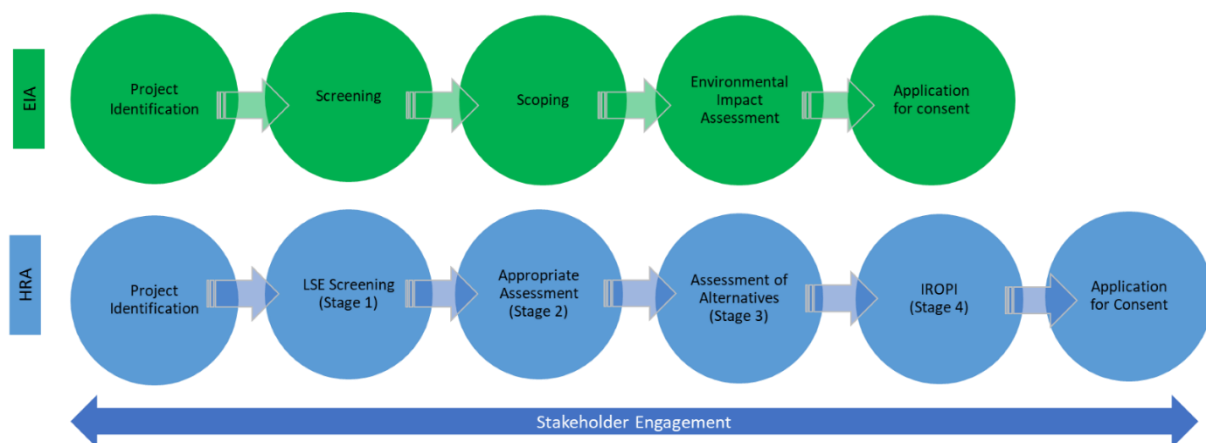 EIA
Project
Identification
Screening
Scoping
Environmental
Impact
Assessment
Application
for consent
HRA
Project
Identification
LSE Screening
(Stage 1)
Appropriate
Assessment
(Stage 2)
Assessment of
Alternatives
(Stage 3)
IROPI
(Stage 4)
Application
for Consent
Stakeholder Engagement